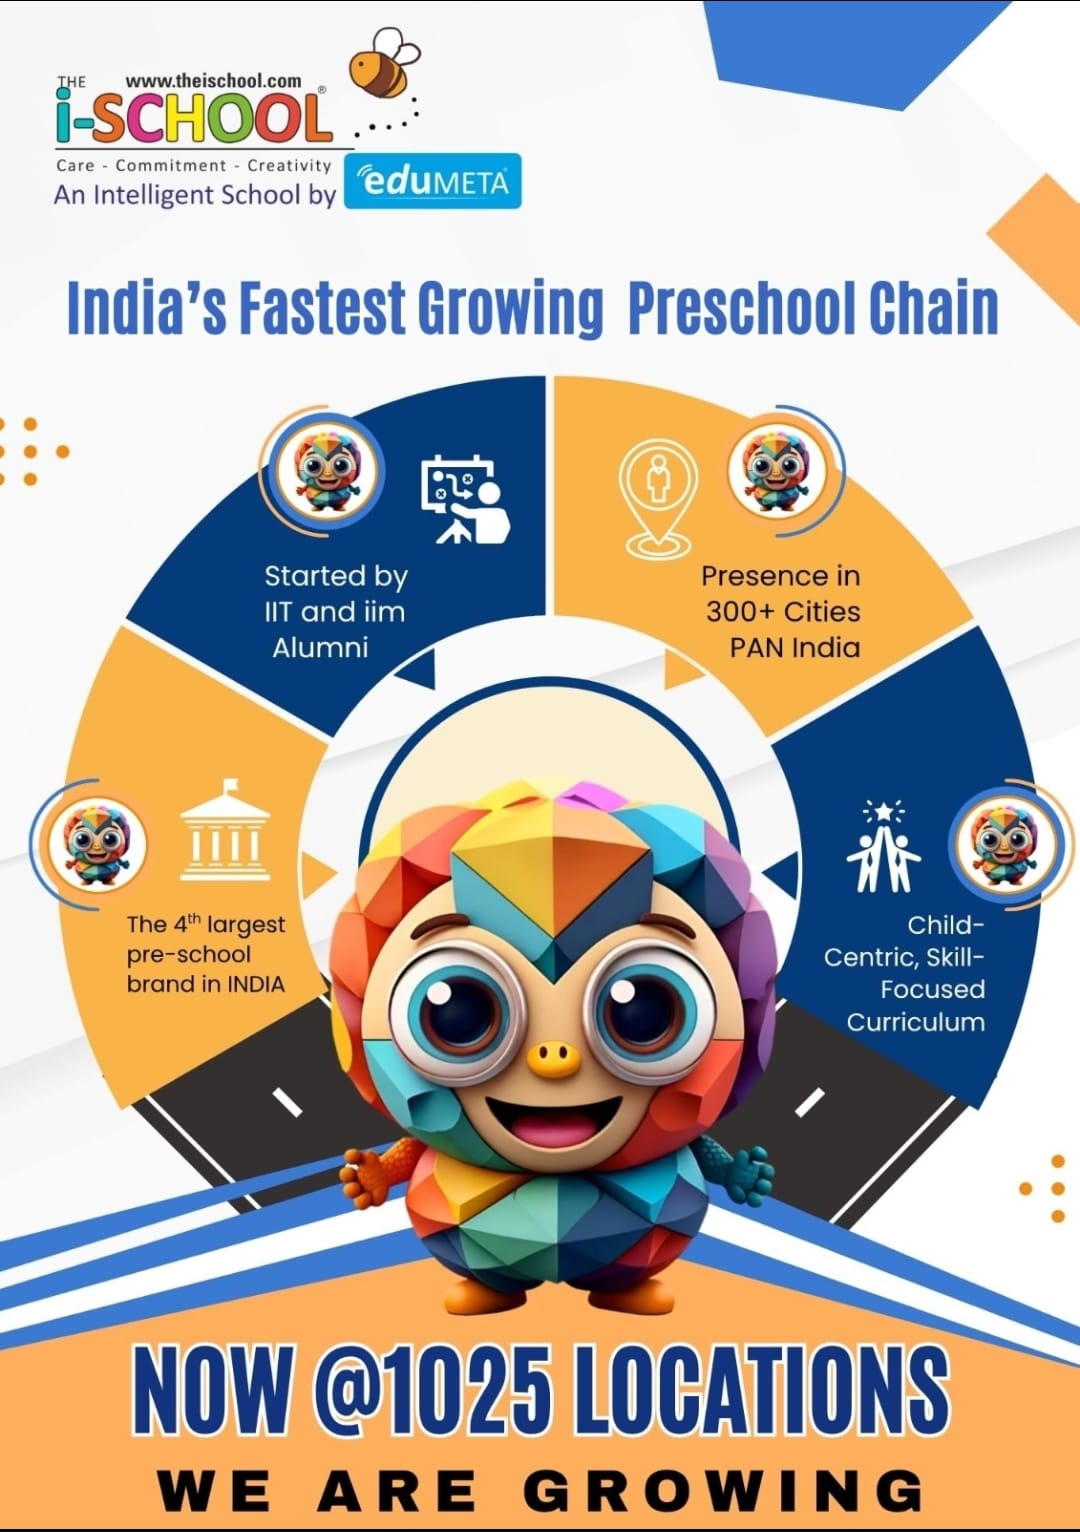 THE www.theischool.com
i-SCHOOL®
Care - Commitment - Creativity
An Intelligent School by eduMETA
India’s Fastest Growing Preschool Chain
Started by
IIT and iim
Alumni
Presence in
300+ Cities
PAN India
The 4th largest
pre-school
brand in INDIA
Child-
Centric, Skill-
Focused
Curriculum
NOW @1025 LOCATIONS
WE ARE GROWING